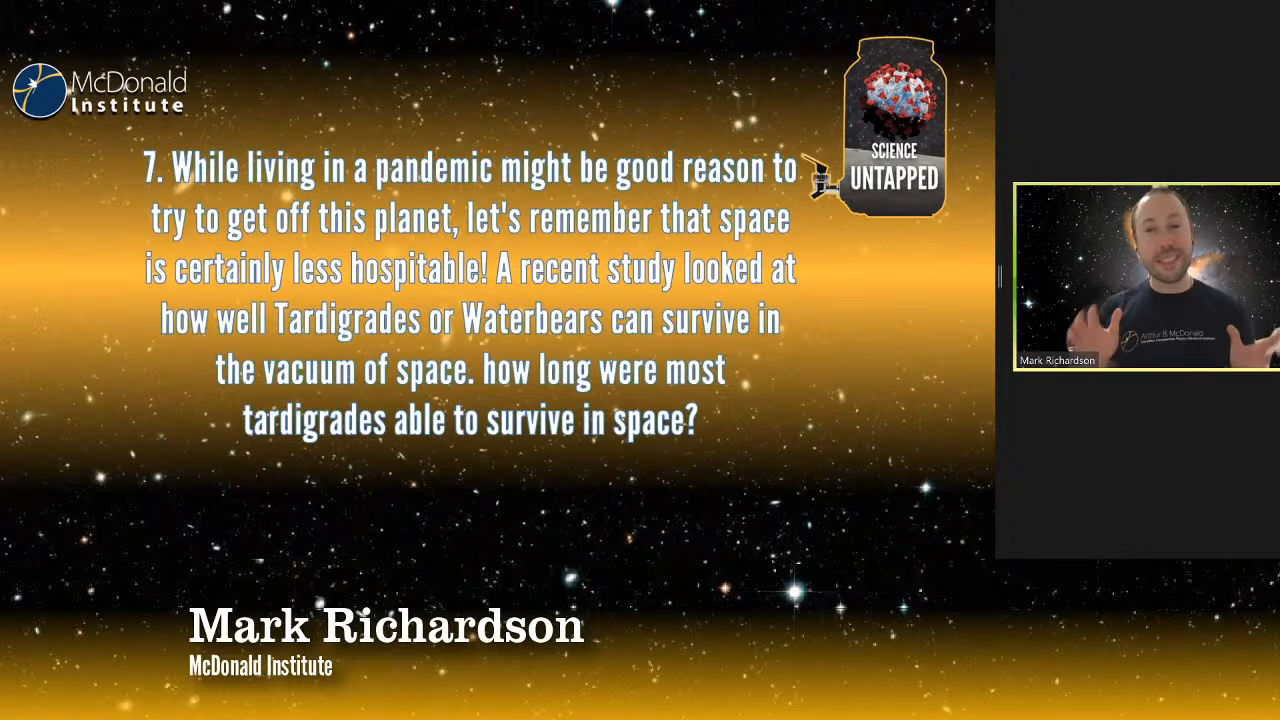 McDonald
Institute
SCIENCE
UNTAPPED
7. While living in a pandemic might be good reason to
try to get off this planet, let's remember that space
is certainly less hospitable! A recent study looked at
how well Tardigrades or Waterbears can survive in
the vacuum of space. how long were most
tardigrades able to survive in space?
Arthur B. McDonald
Mark Richardson
Mark Richardson
McDonald Institute